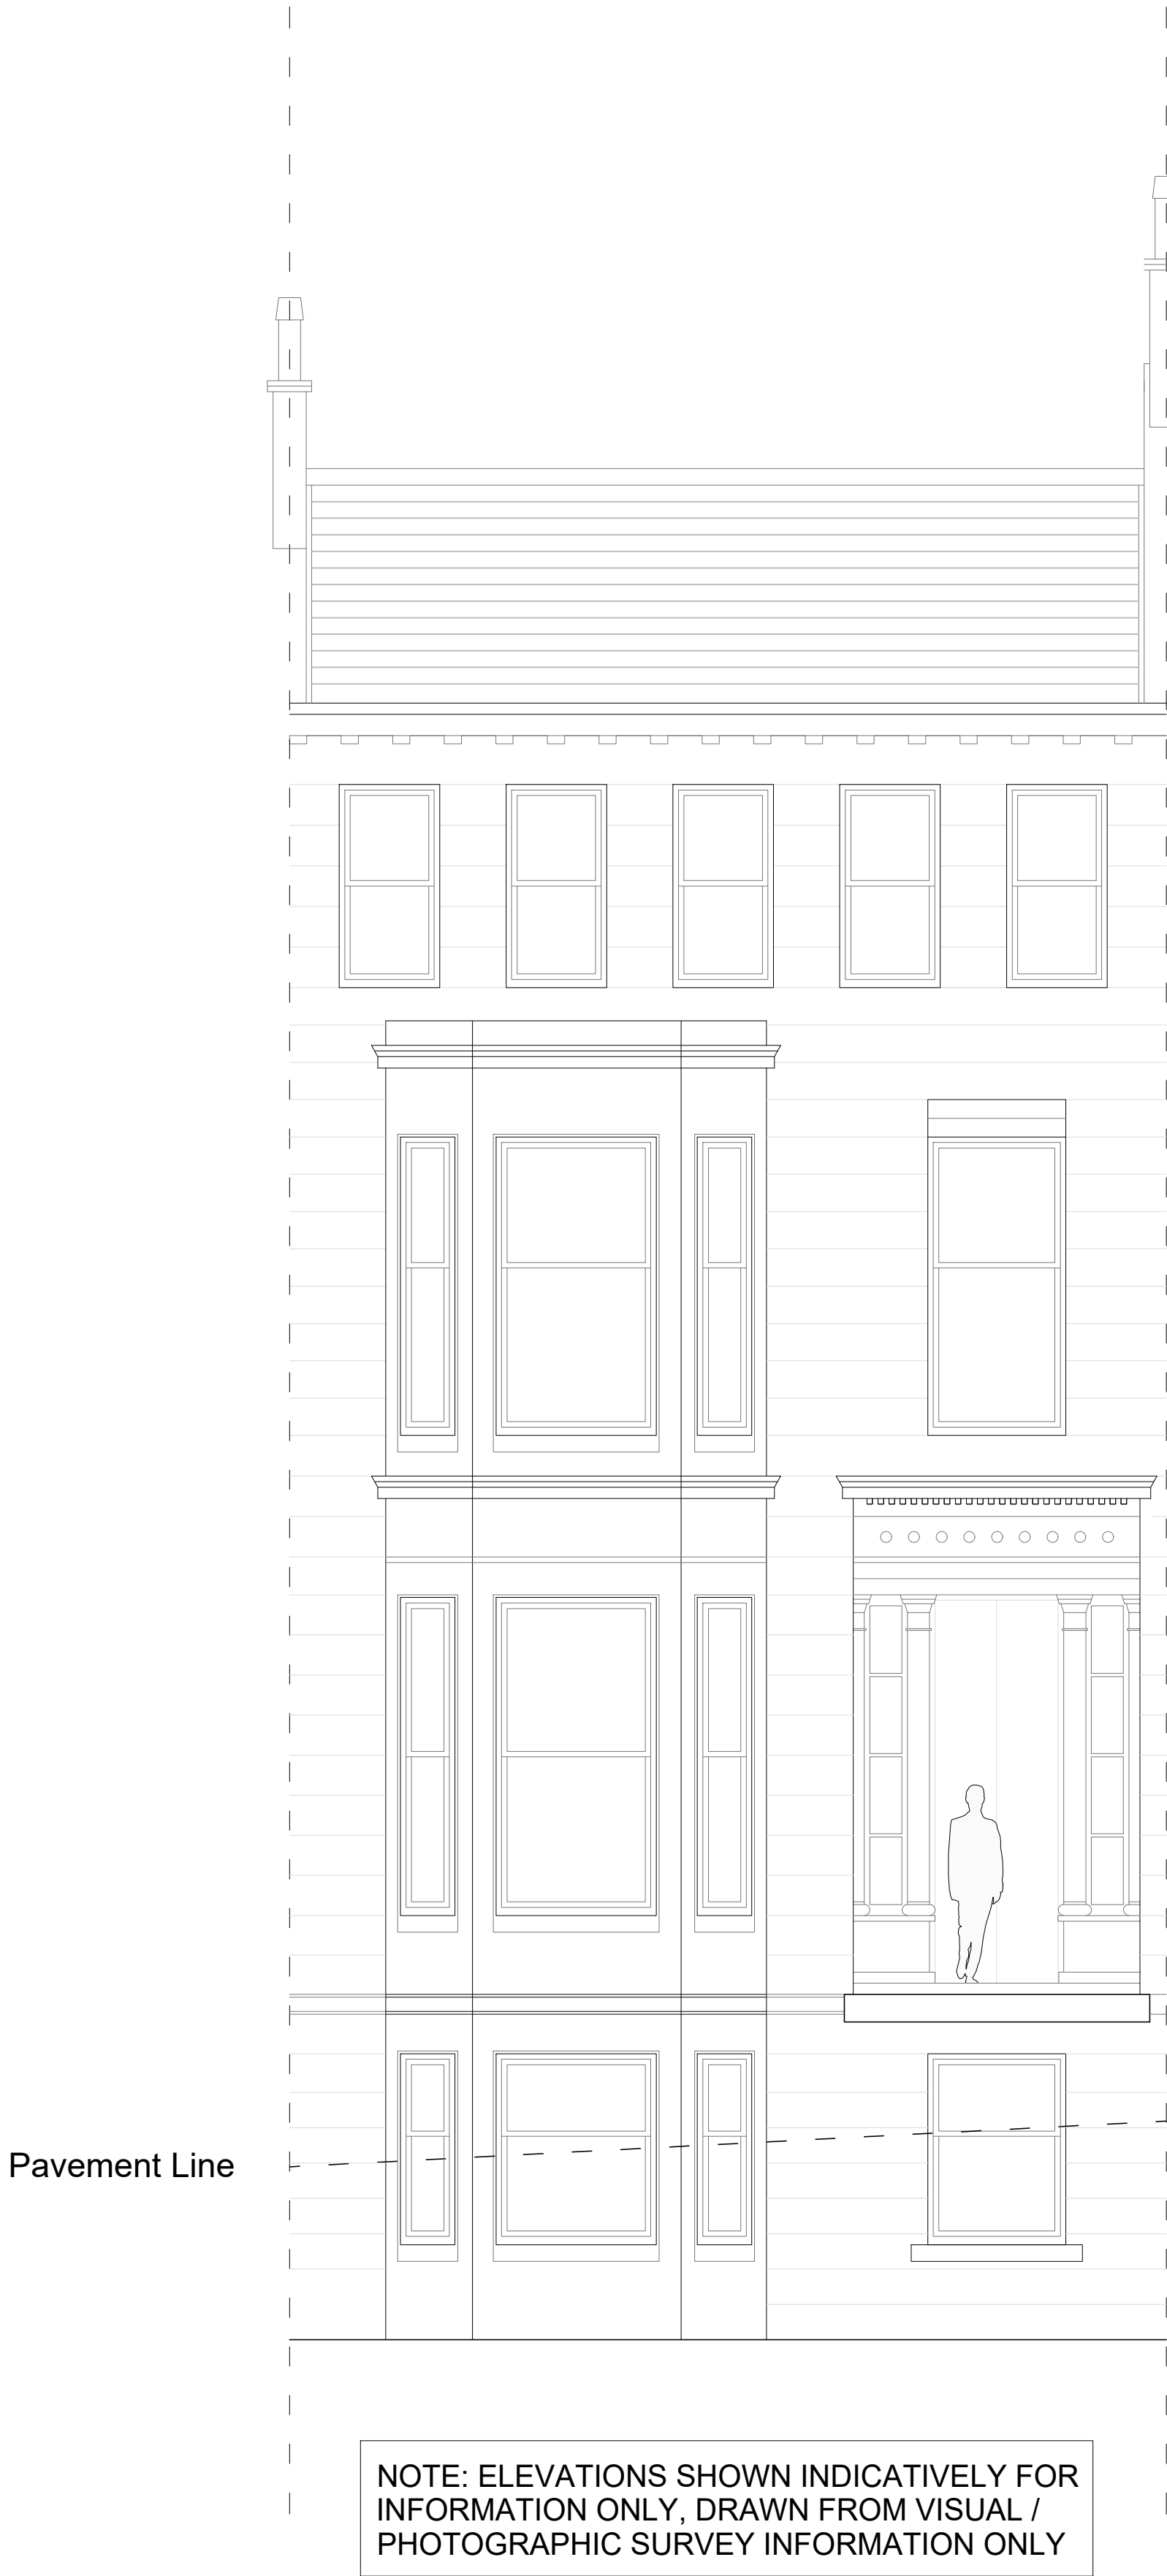 Pavement Line
NOTE: ELEVATIONS SHOWN INDICATIVELY FOR
INFORMATION ONLY, DRAWN FROM VISUAL /
PHOTOGRAPHIC SURVEY INFORMATION ONLY